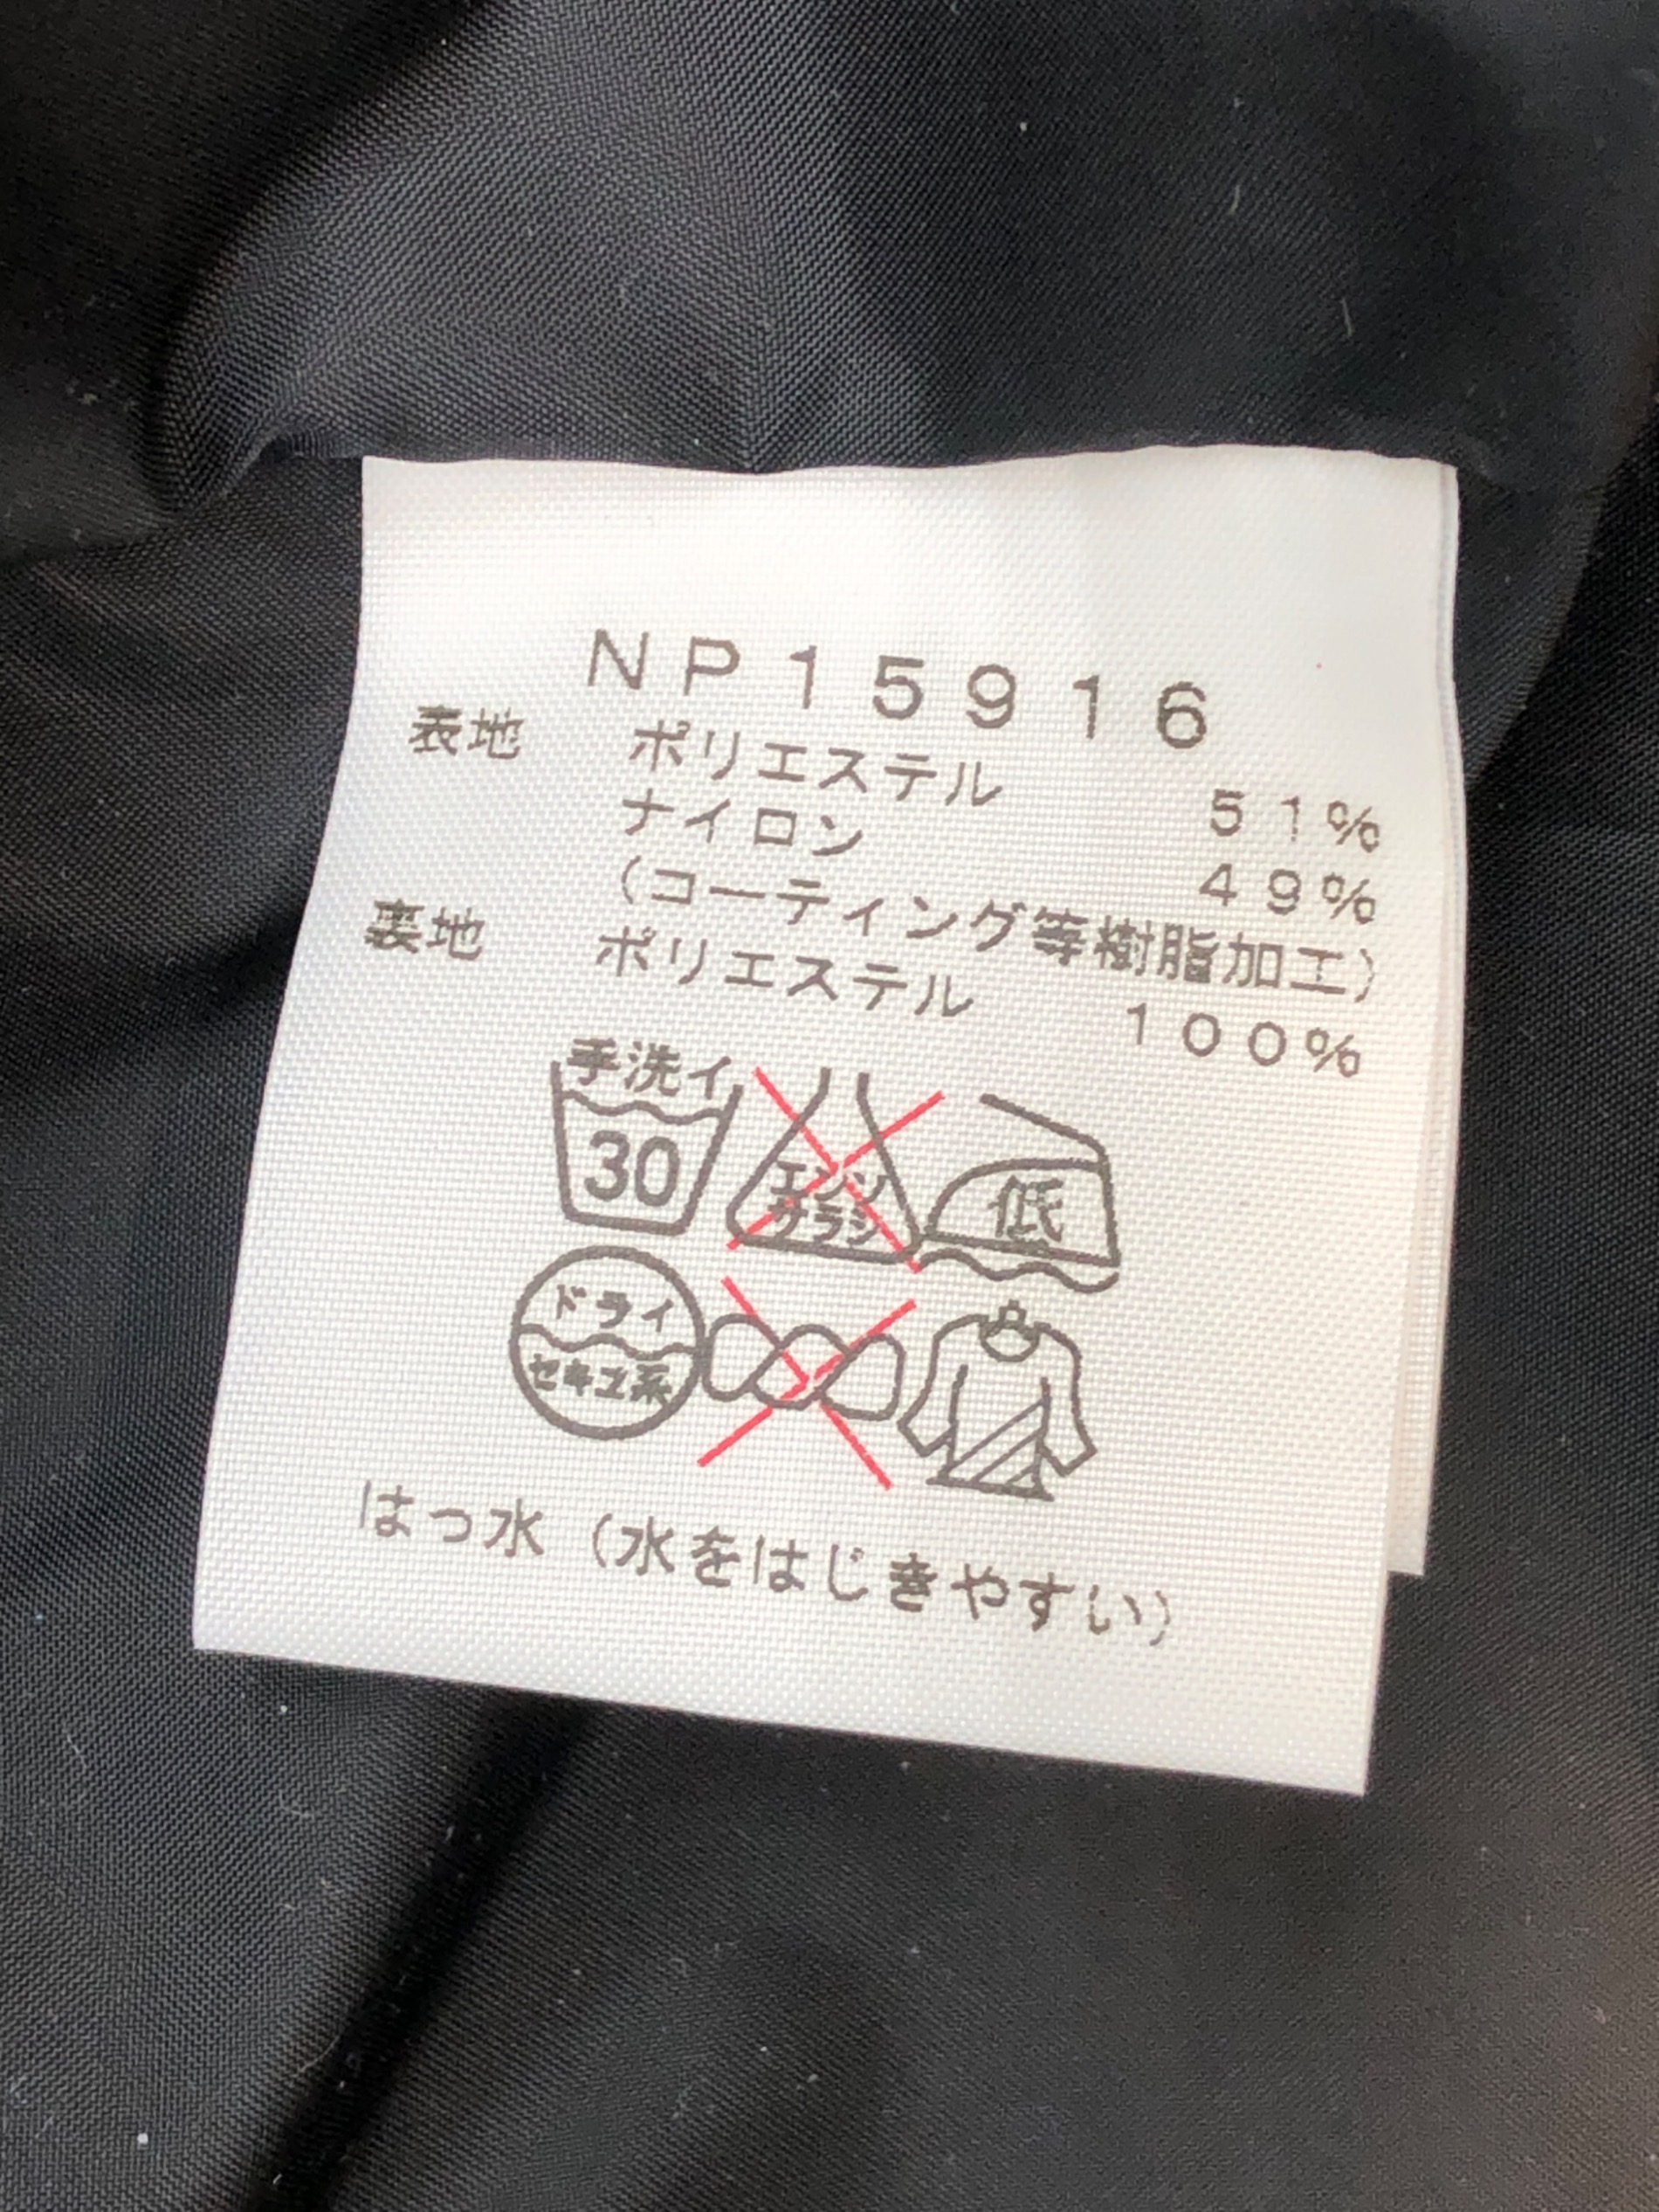 NP15916
表地 ポリエステル 51%
ナイロン 49%
(コーティング等樹脂加工)
裏地 ポリエステル 100%
手洗イ
30
エンソ
サラシ
低
ドライ
セキユ系
はっ水 (水をはじきやすい)